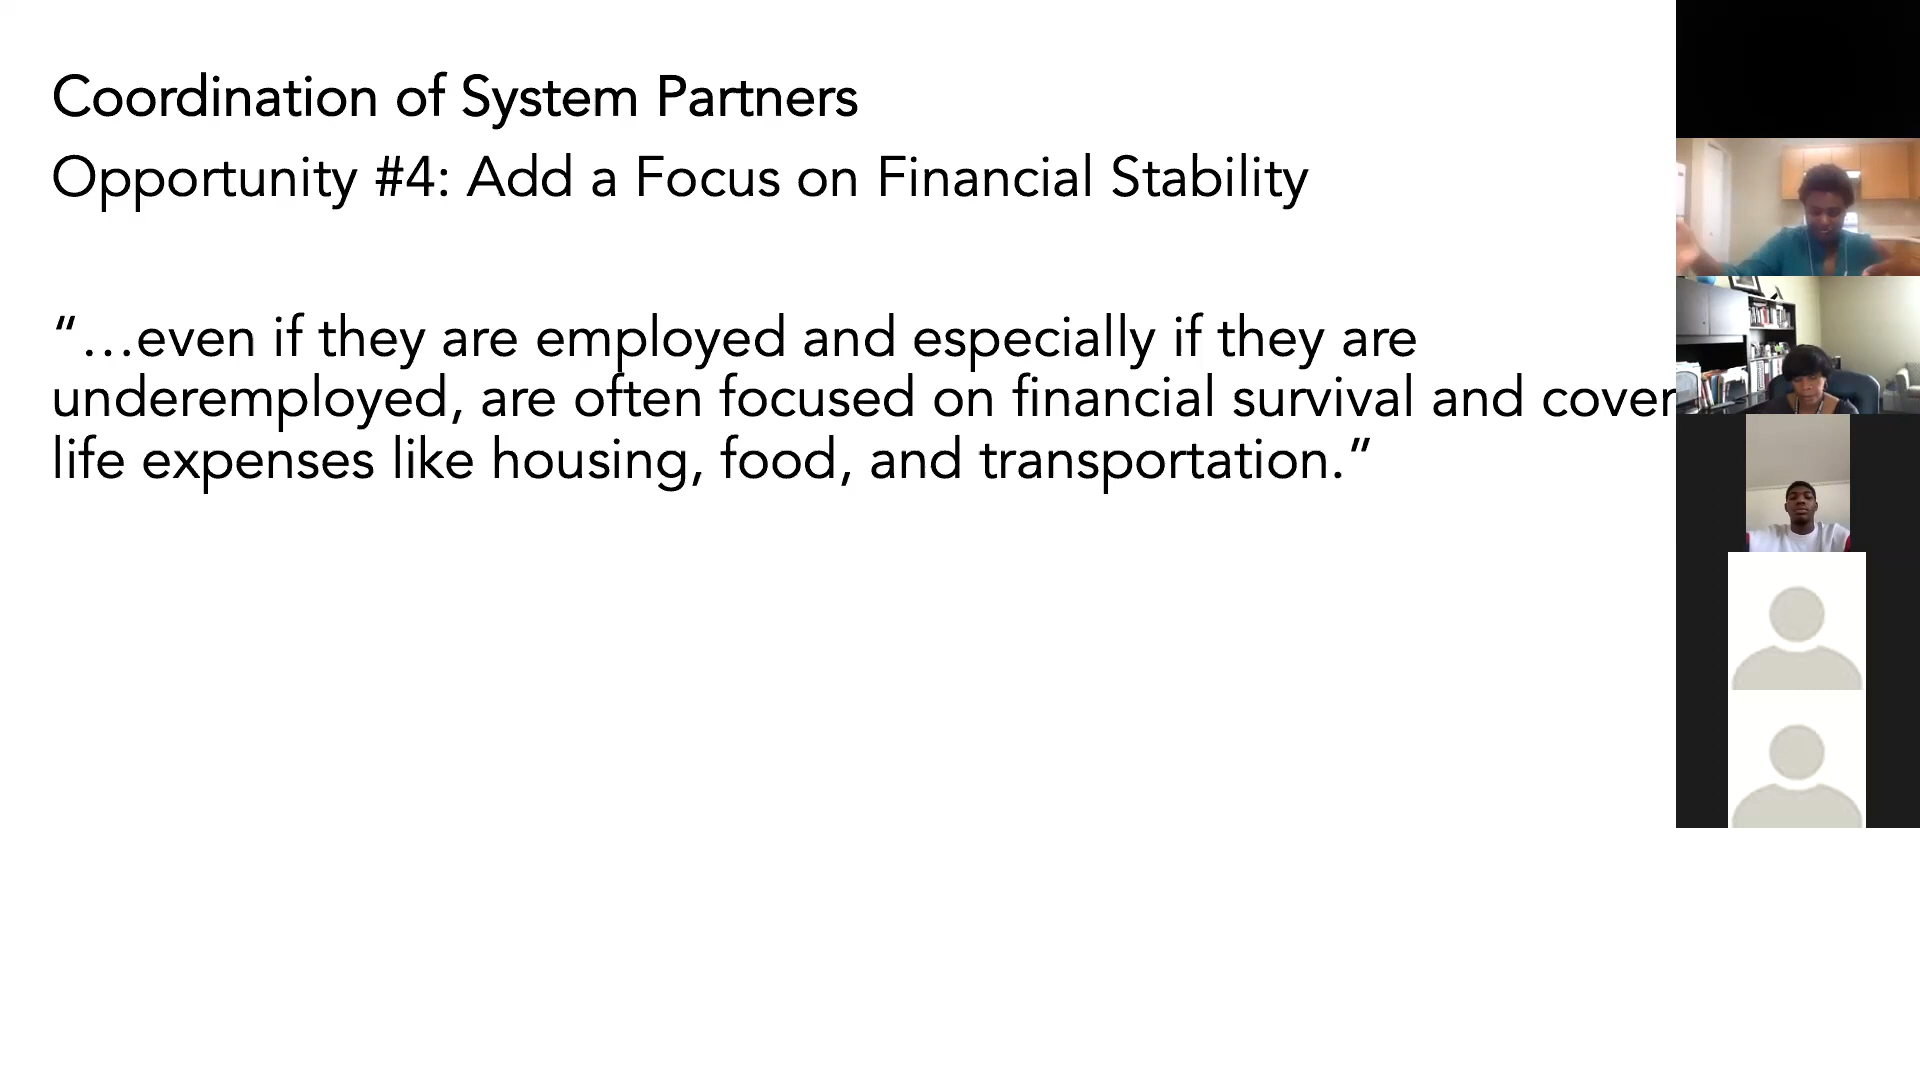 Coordination of System Partners
Opportunity #4: Add a Focus on Financial Stability
“…even if they are employed and especially if they are
underemployed, are often focused on financial survival and cover
life expenses like housing, food, and transportation.”